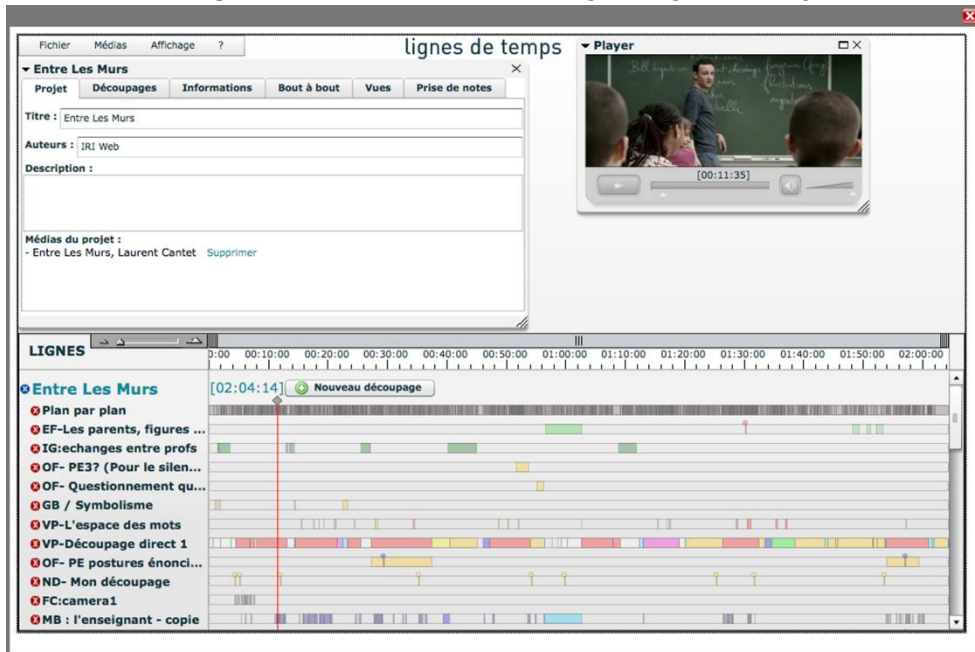 Fichier Médias Affichage ?
lignes de temps
Player
Entre Les Murs
Projet Découpages Informations Bout à bout Vues Prise de notes
Titre : Entre Les Murs
Auteurs : IRI Web
Description :
[00:11:35]
Médias du projet :
- Entre Les Murs, Laurent Cantet Supprimer
LIGNES
0:00 00:10:00 00:20:00 00:30:00 00:40:00 00:50:00 01:00:00 01:10:00 01:20:00 01:30:00 01:40:00 01:50:00 02:00:00
Entre Les Murs [02:04:14] Nouveau découpage
Plan par plan
EF-Les parents, figures ...
IG:echanges entre profs
OF- PE3? (Pour le silen...
OF- Questionnement qu...
GB / Symbolisme
VP-L'espace des mots
VP-Découpage direct 1
OF- PE postures énonci...
ND- Mon découpage
FC:camera1
MB : l'enseignant - copie